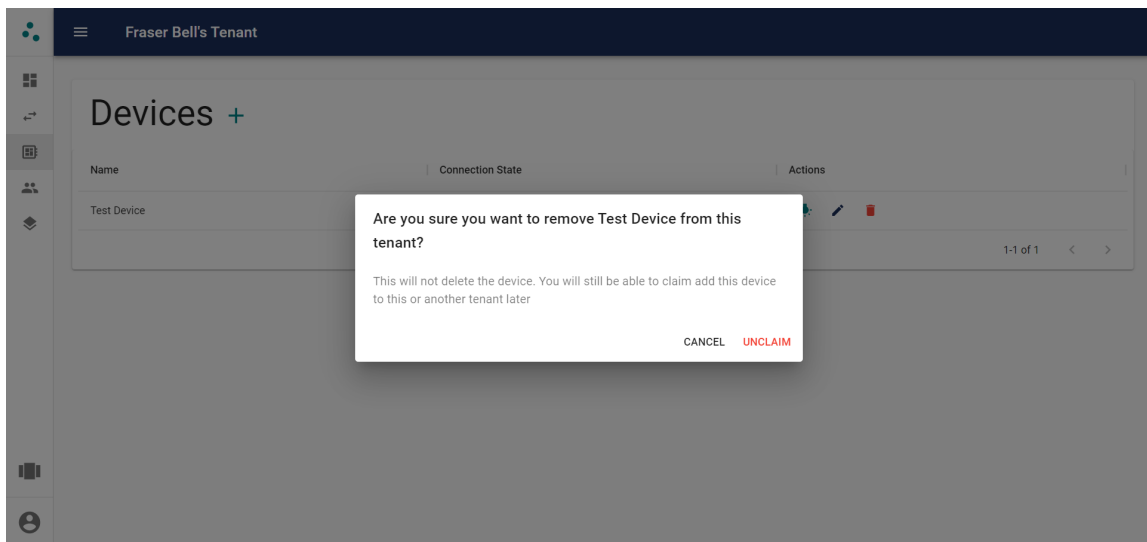 Fraser Bell's Tenant
Devices +
Name Connection State Actions
Test Device
Are you sure you want to remove Test Device from this
tenant?
This will not delete the device. You will still be able to claim add this device
to this or another tenant later
CANCEL UNCLAIM
1-1 of 1